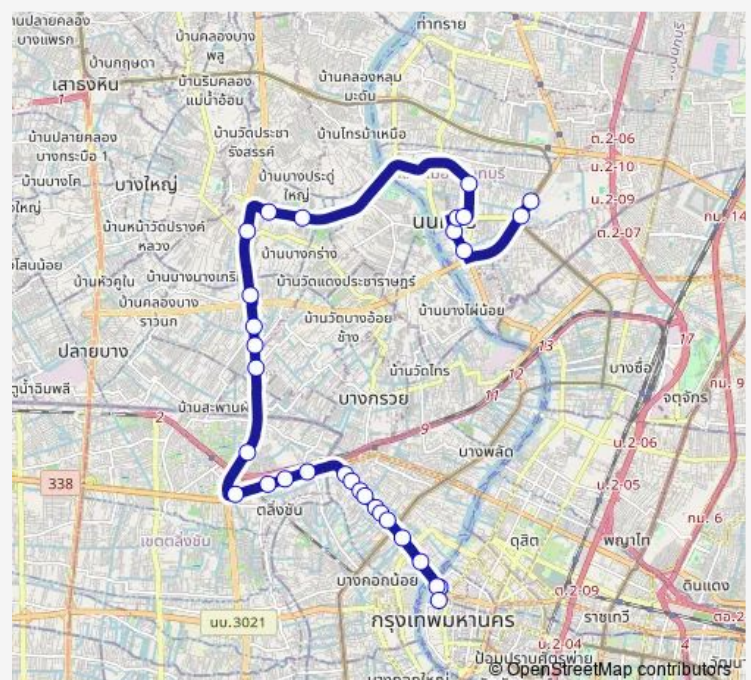 ท่าทราย
บางแพรก
บ้านคลองบาง
พลู
บ้านกฤษดา
เสาธงหิน
บ้านริมคลอง
แม่น้ำอ้อม
บ้านคลองหลุม
มะดัน
1
บ้านปลายคลอง
บางกระบือ 1
บ้านวัดประชา
รังสรรค์
บ้านไทรม้าเหนือ
ต.2-06
น.2-10
บ้านบางโค
บางใหญ่
บ้านบางประดู่
ใหญ่
น.2-09
กม. 14
ต.2-07
บ้านหน้าวัดปรางค์
หลวง
บ้านบางกร่าง
บ้านหัวคูใน
บ้านบางนางเทริ
บ้านวัดแดงประชาราษฎร์
บ้านคลองบาง
ราวนก
บ้านวัดบางอ้อย
ช้าง
บ้านบางไผ่น้อย
ปลายบาง
13
17
บ้านวัดไทร
12
บางซื่อ
กม. 9
บางกรวย
11
จตุจักร
2
9
น.2-06
บางพลัด
338
น.2-05
ตลิ่งชัน
กม. 6
เขตตลิ่งชัน
ดุสิต
พญาไท
บางกอกน้อย
ดินแดง
ต.2-09
นบ.3021
กรุงเทพมหานคร
ราชเทวี
4
น.2-04
ป้อมปราบศัตรูพ่าย
© OpenStreetMap contributors